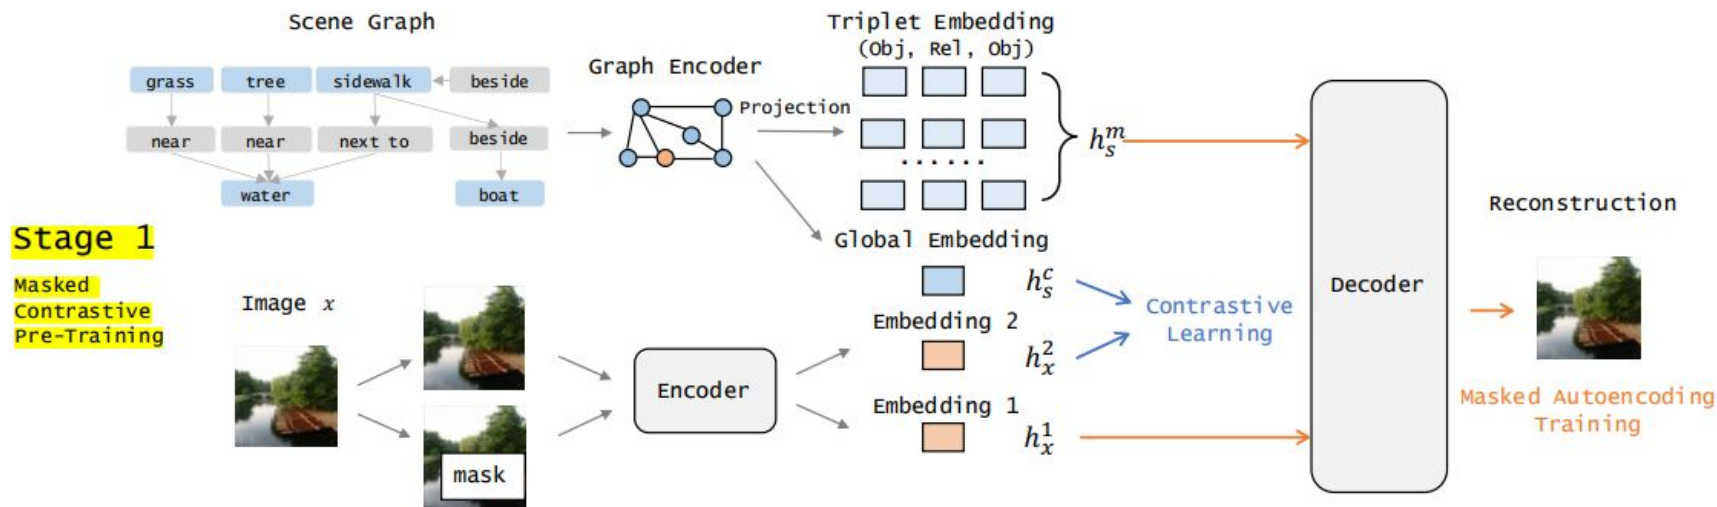 Scene Graph
Triplet Embedding
(Obj, Rel, Obj)
grass
tree
sidewalk
beside
Graph Encoder
Projection
near
near
next to
beside
......
h_s^m
water
boat
Stage 1
Masked
Contrastive
Pre-Training
Global Embedding
h_s^c
Image x
Embedding 2
h_x^2
Contrastive
Learning
Encoder
Embedding 1
h_x^1
mask
Decoder
Reconstruction
Masked Autoencoding
Training